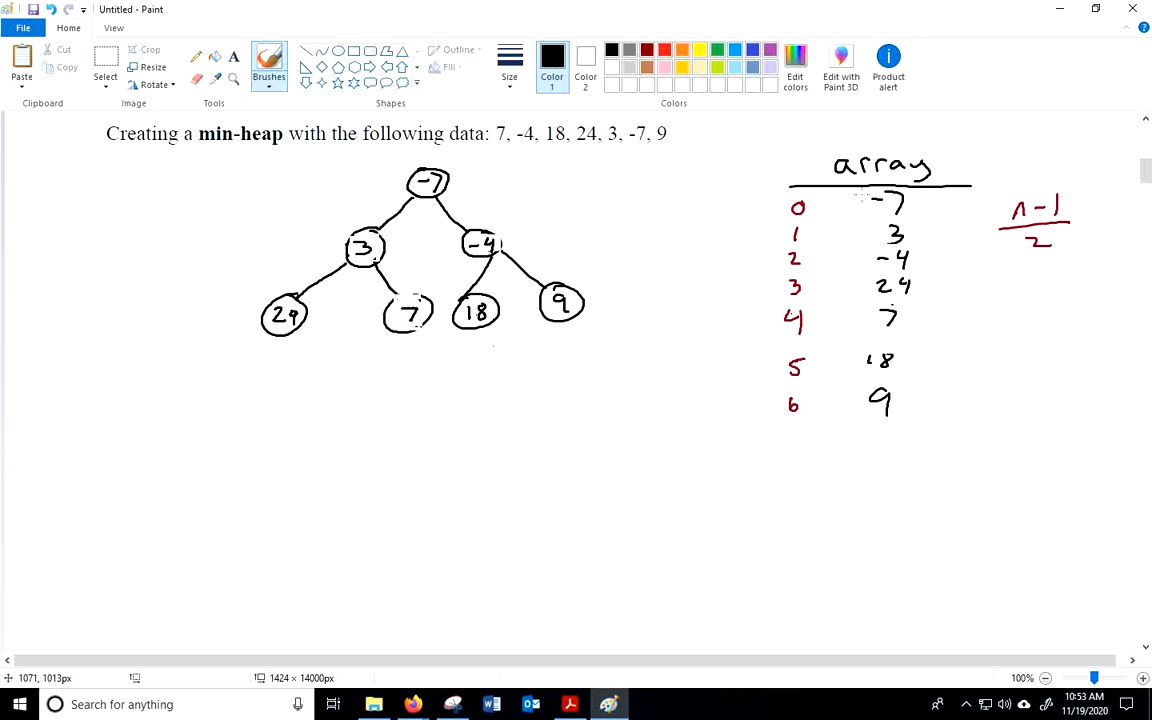 Untitled - Paint
File Home View
Paste Cut Copy Select Crop Resize Rotate Brushes Outline Fill Size Color 1 Color 2 Edit colors Edit with Paint 3D Product alert
Clipboard Image Tools Shapes Colors
Creating a min-heap with the following data: 7, -4, 18, 24, 3, -7, 9
-7
3 -4
24 7 18 9
array
0 -7
1 3
2 -4
3 24
4 7
5 18
6 9
n-1
2
1071, 1013px 1424 × 14000px 100%
Search for anything
10:53 AM
11/19/2020